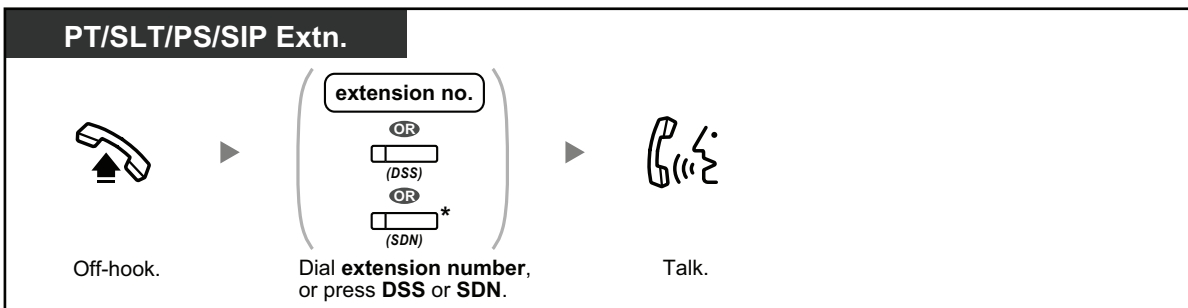 PT/SLT/PS/SIP Extn.
extension no.
OR
(DSS)
OR
*
(SDN)
Off-hook.
Dial extension number,
or press DSS or SDN.
Talk.